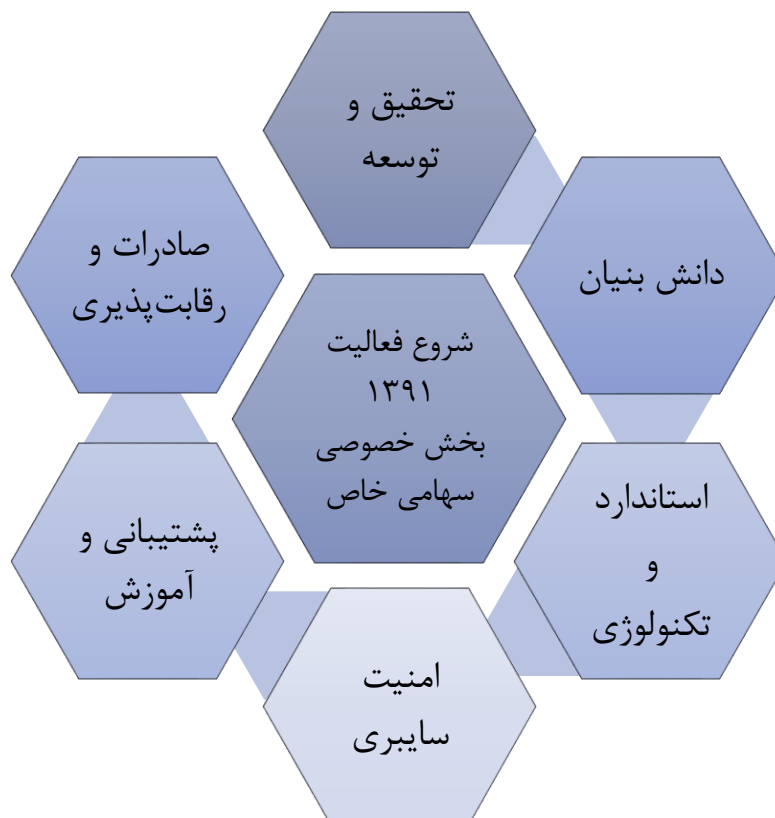 تحقیق و
توسعه
دانش بنیان
استاندارد
و
تکنولوژی
امنیت
سایبری
پشتیبانی و
آموزش
صادرات و
رقابت‌پذیری
شروع فعالیت
۱۳۹۱
بخش خصوصی
سهامی خاص